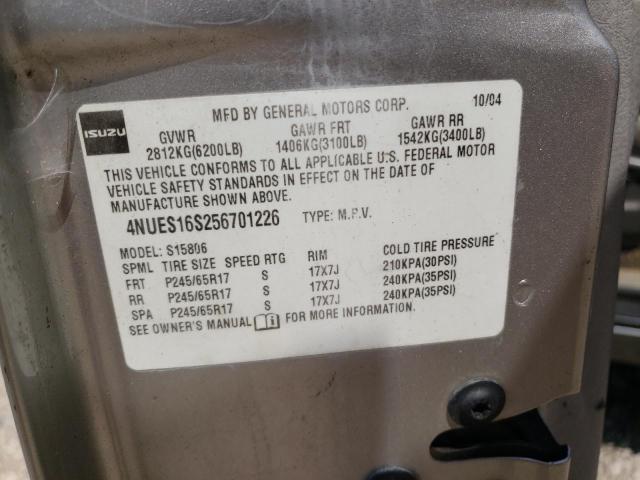 MFD BY GENERAL MOTORS CORP. 10/04
ISUZU
GVWR GAWR FRT GAWR RR
2812KG(6200LB) 1406KG(3100LB) 1542KG(3400LB)
THIS VEHICLE CONFORMS TO ALL APPLICABLE U.S. FEDERAL MOTOR
VEHICLE SAFETY STANDARDS IN EFFECT ON THE DATE OF
MANUFACTURE SHOWN ABOVE.
4NUES16S256701226 TYPE: M.P.V.
MODEL: S15806
SPML TIRE SIZE SPEED RTG RIM COLD TIRE PRESSURE
FRT P245/65R17 S 17X7J 210KPA(30PSI)
RR P245/65R17 S 17X7J 240KPA(35PSI)
SPA P245/65R17 S 17X7J 240KPA(35PSI)
SEE OWNER'S MANUAL FOR MORE INFORMATION.